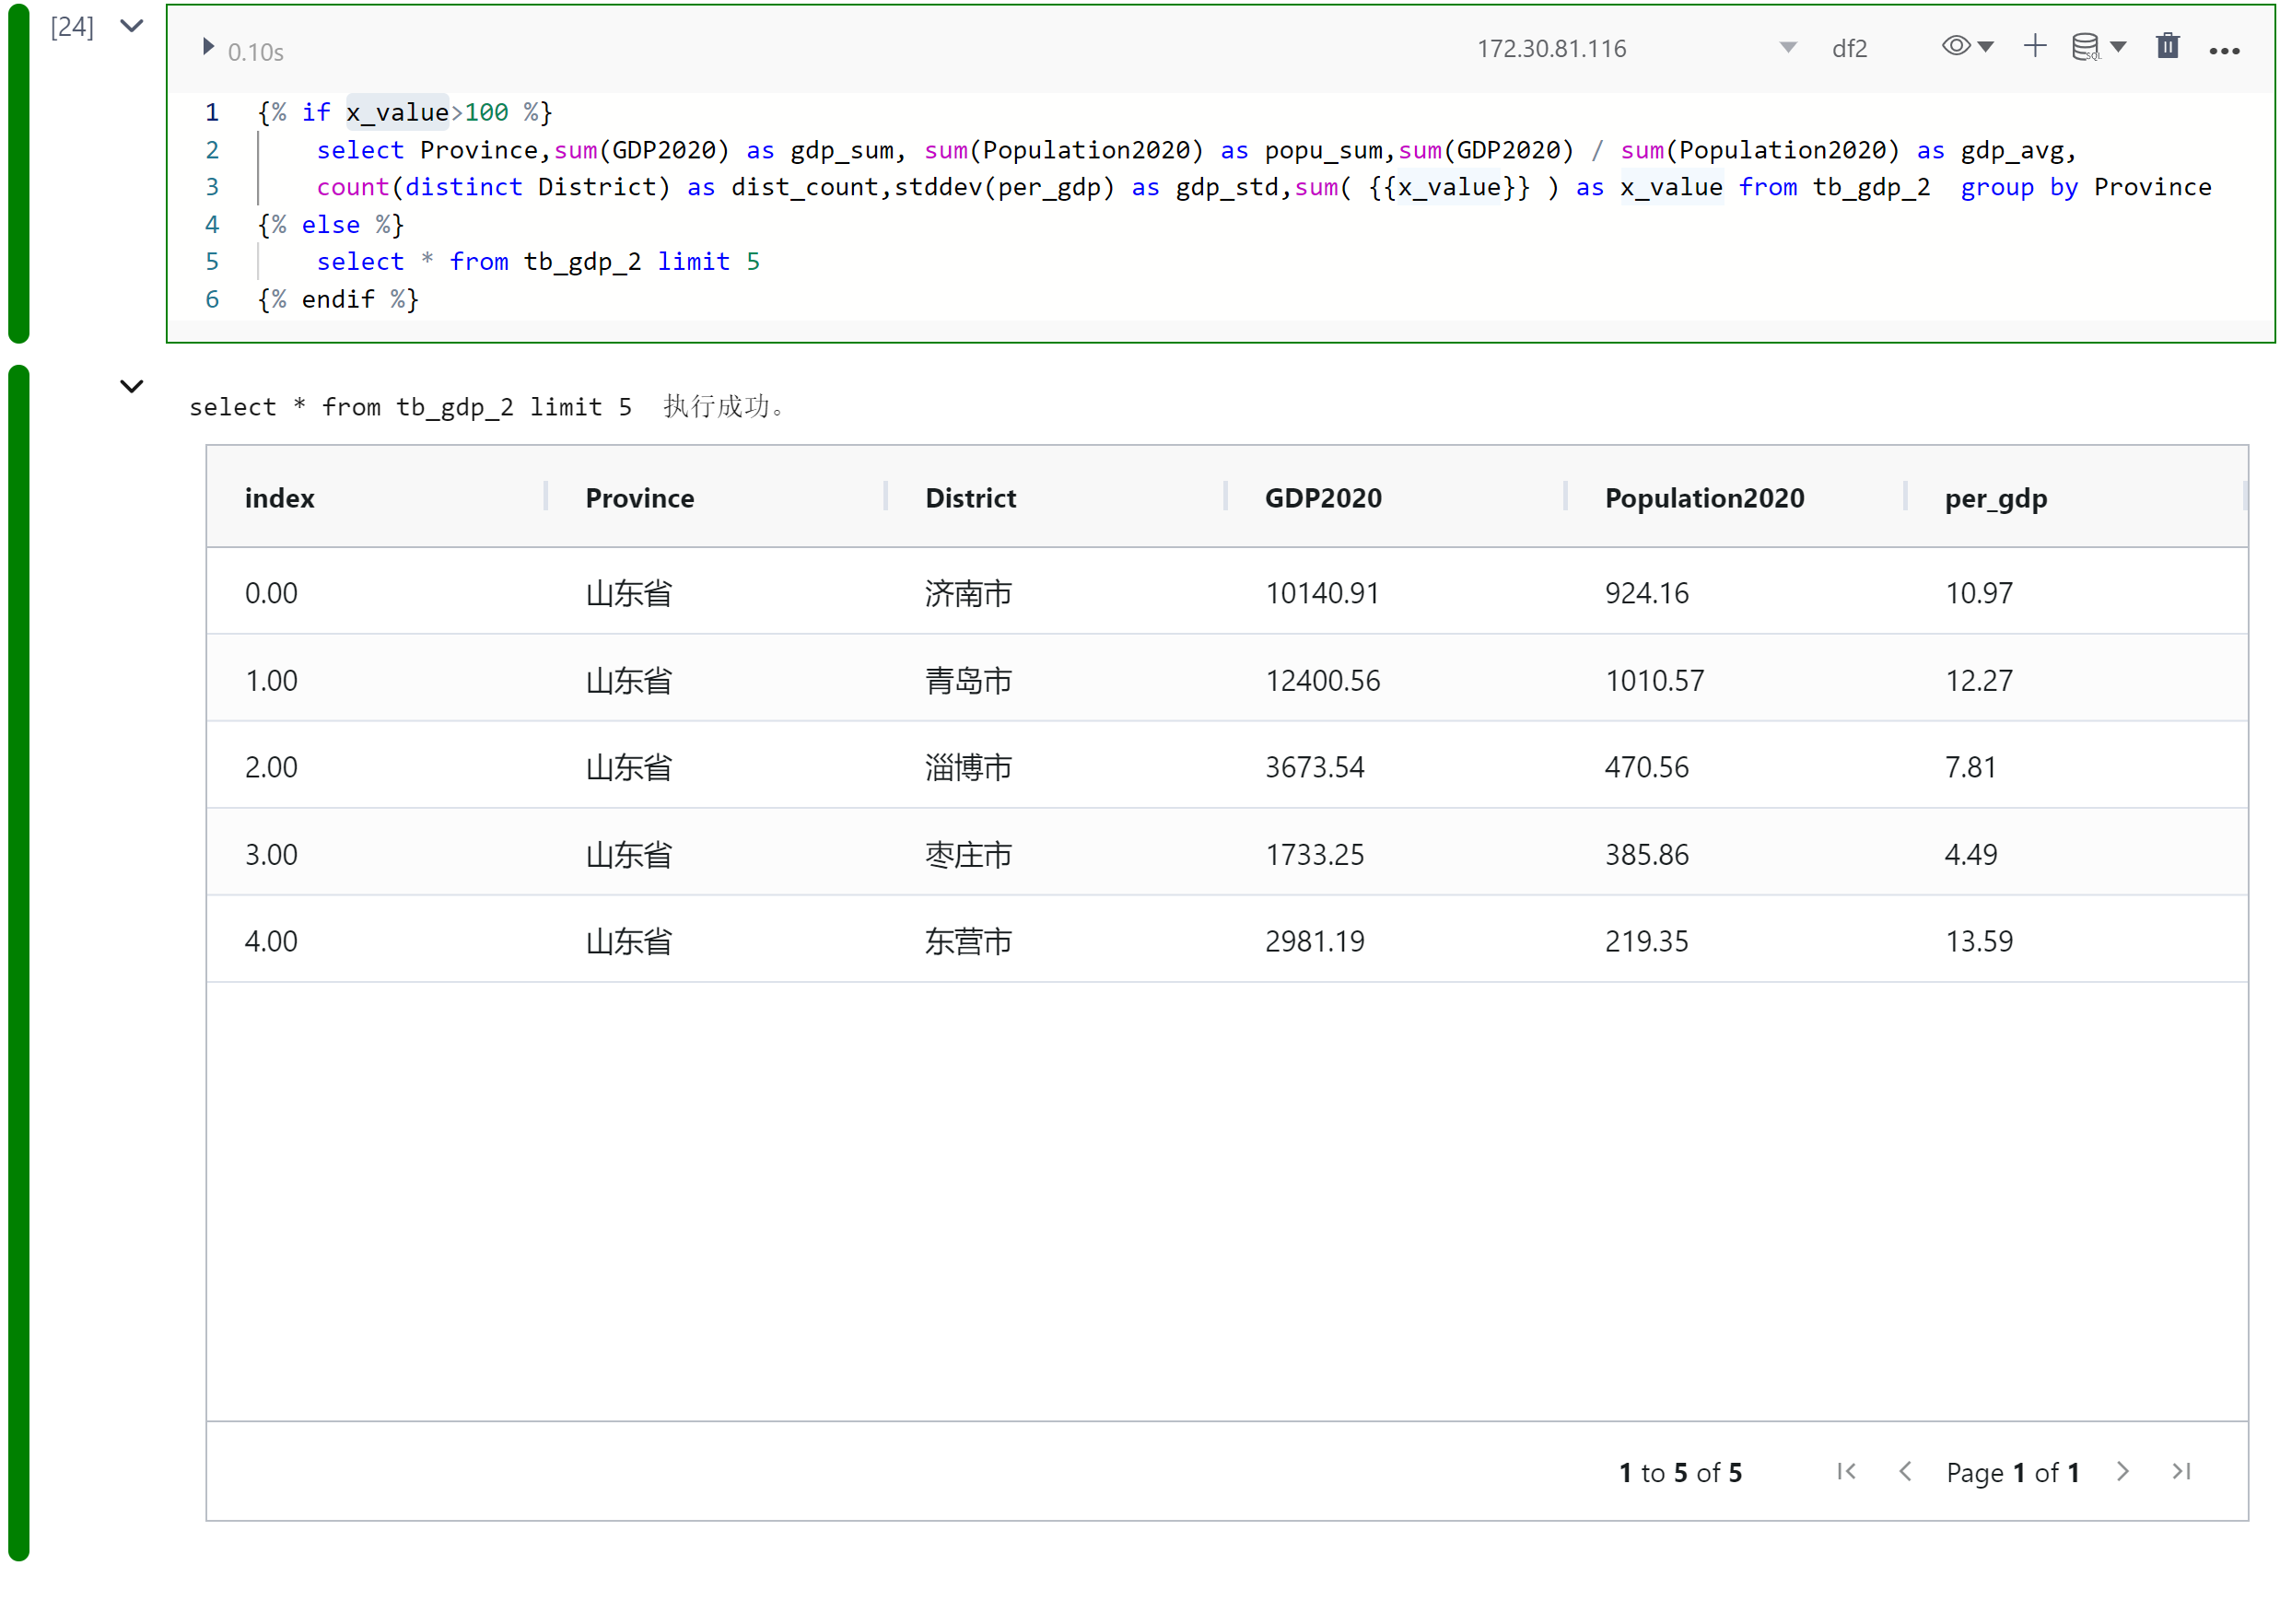 [24]
0.10s 172.30.81.116 df2 SQL
1 {% if x_value>100 %}
2 select Province,sum(GDP2020) as gdp_sum, sum(Population2020) as popu_sum,sum(GDP2020) / sum(Population2020) as gdp_avg,
3 count(distinct District) as dist_count,stddev(per_gdp) as gdp_std,sum( {{x_value}} ) as x_value from tb_gdp_2  group by Province
4 {% else %}
5 select * from tb_gdp_2 limit 5
6 {% endif %}
select * from tb_gdp_2 limit 5  执行成功。
index Province District GDP2020 Population2020 per_gdp
0.00 山东省 济南市 10140.91 924.16 10.97
1.00 山东省 青岛市 12400.56 1010.57 12.27
2.00 山东省 淄博市 3673.54 470.56 7.81
3.00 山东省 枣庄市 1733.25 385.86 4.49
4.00 山东省 东营市 2981.19 219.35 13.59
1 to 5 of 5 Page 1 of 1